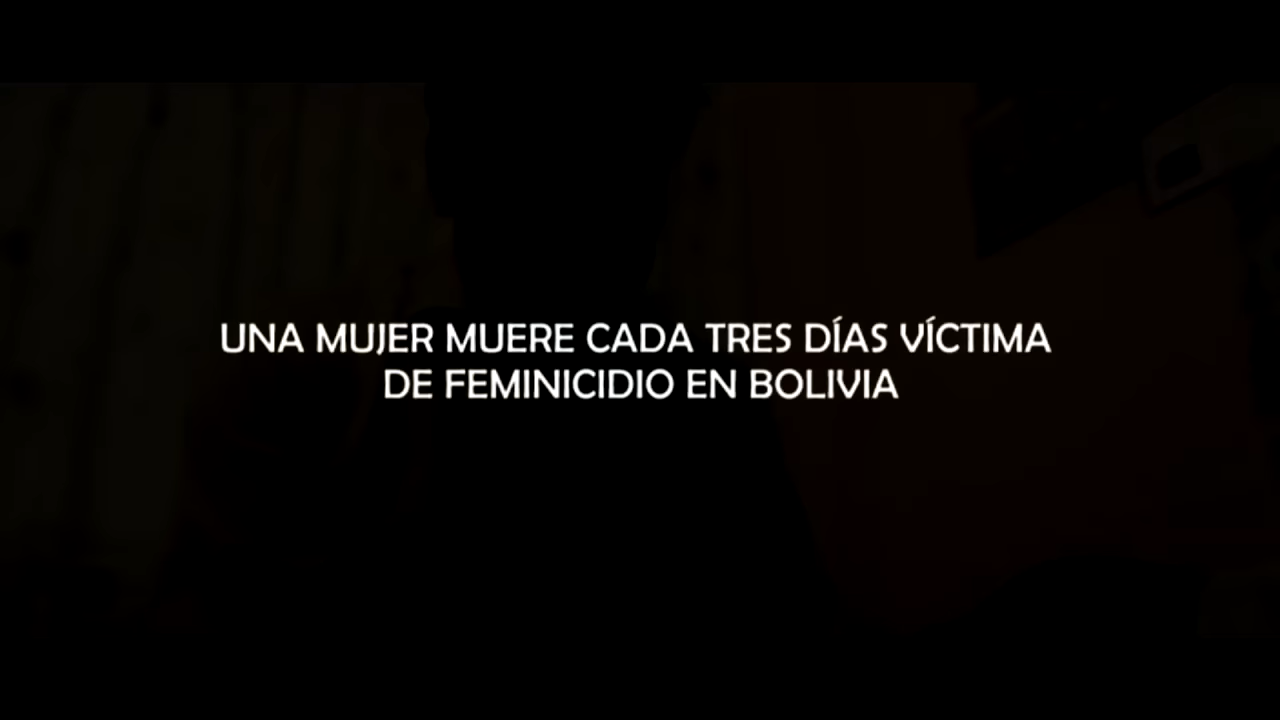 UNA MUJER MUERE CADA TRES DÍAS VÍCTIMA
DE FEMINICIDIO EN BOLIVIA